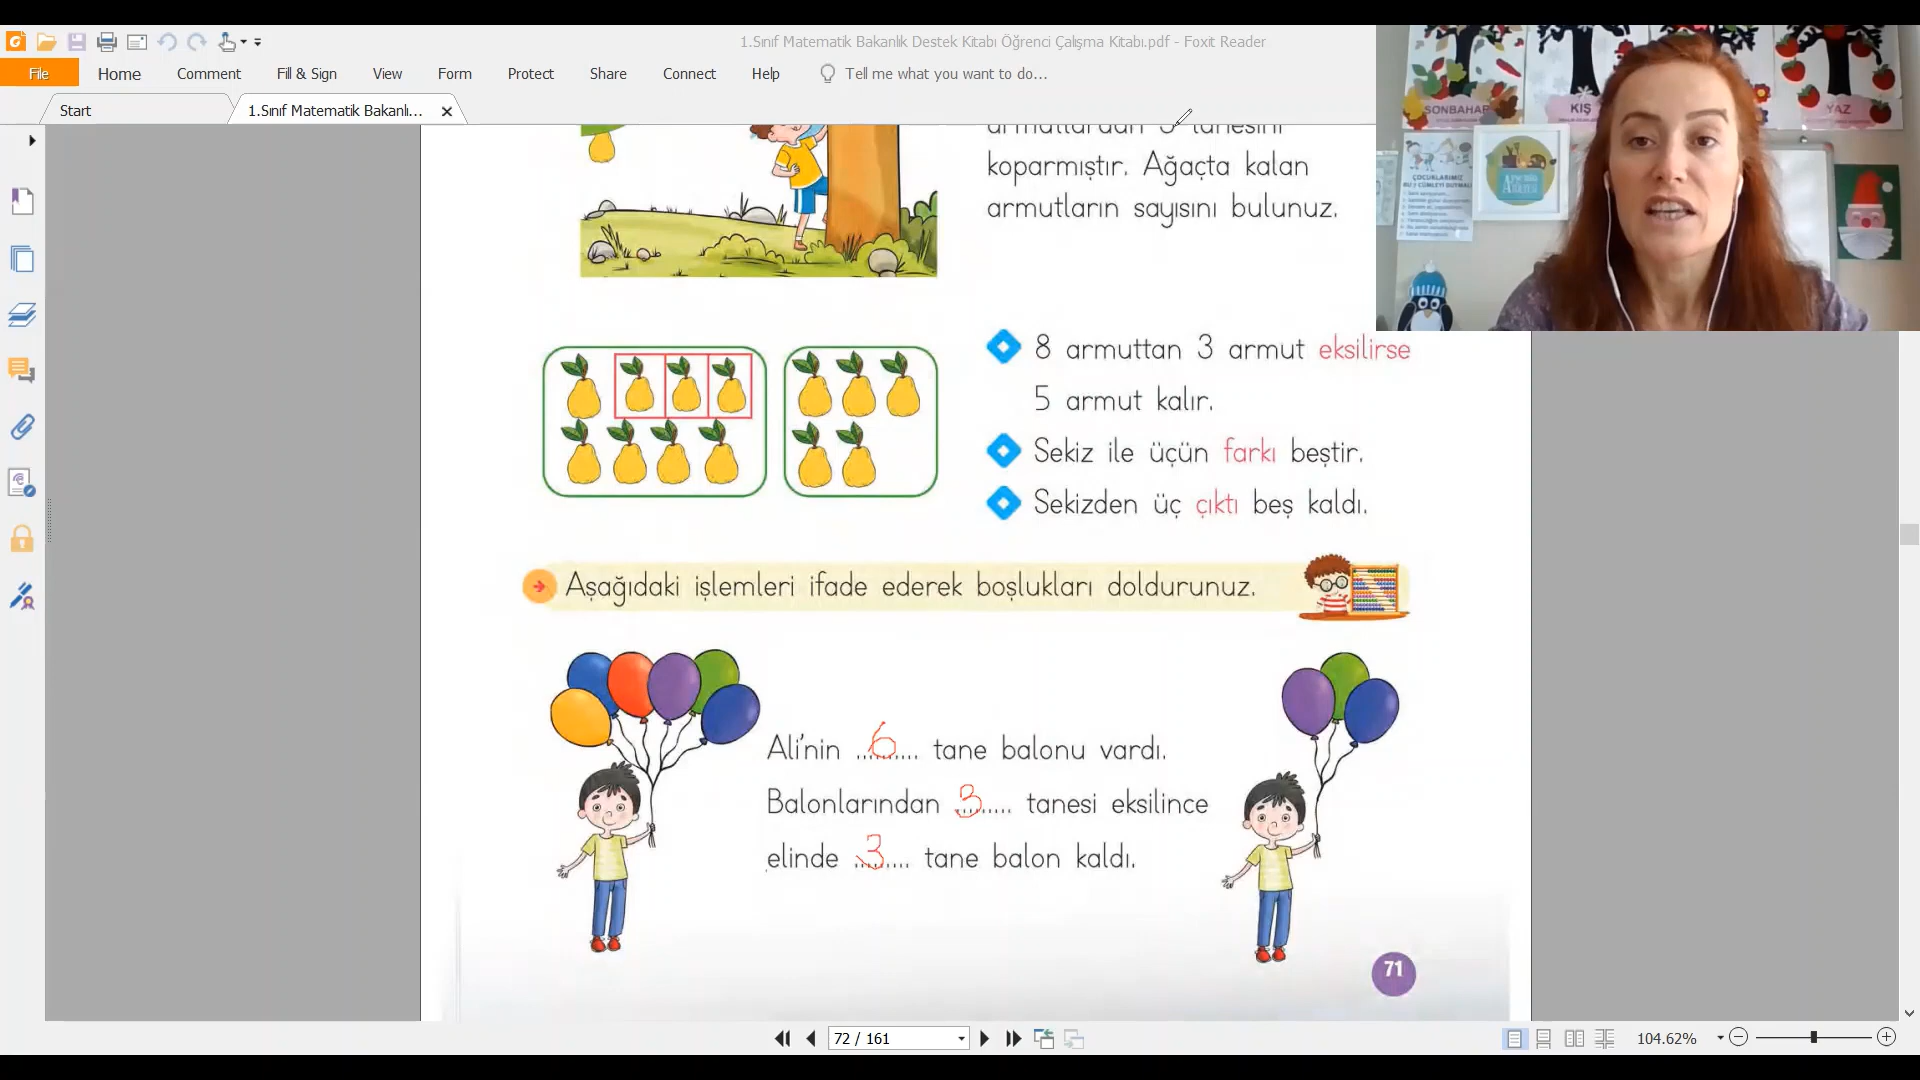 1.Sınıf Matematik Bakanlık Destek Kitabı Öğrenci Çalışma Kitabı.pdf - Foxit Reader
File Home Comment Fill & Sign View Form Protect Share Connect Help Tell me what you want to do...
Start 1.Sınıf Matematik Bakanlı...
armutlardan 3 tanesini
koparmıştır. Ağaçta kalan
armutların sayısını bulunuz.
8 armuttan 3 armut eksilirse
5 armut kalır.
Sekiz ile üçün farkı beştir.
Sekizden üç çıktı beş kaldı.
Aşağıdaki işlemleri ifade ederek boşlukları doldurunuz.
Ali'nin ...6... tane balonu vardı.
Balonlarından ...3... tanesi eksilince
elinde ...3... tane balon kaldı.
71
72 / 161
104.62%
SONBAHAR
KIŞ
YAZ
ÇOCUKLARIMIZ